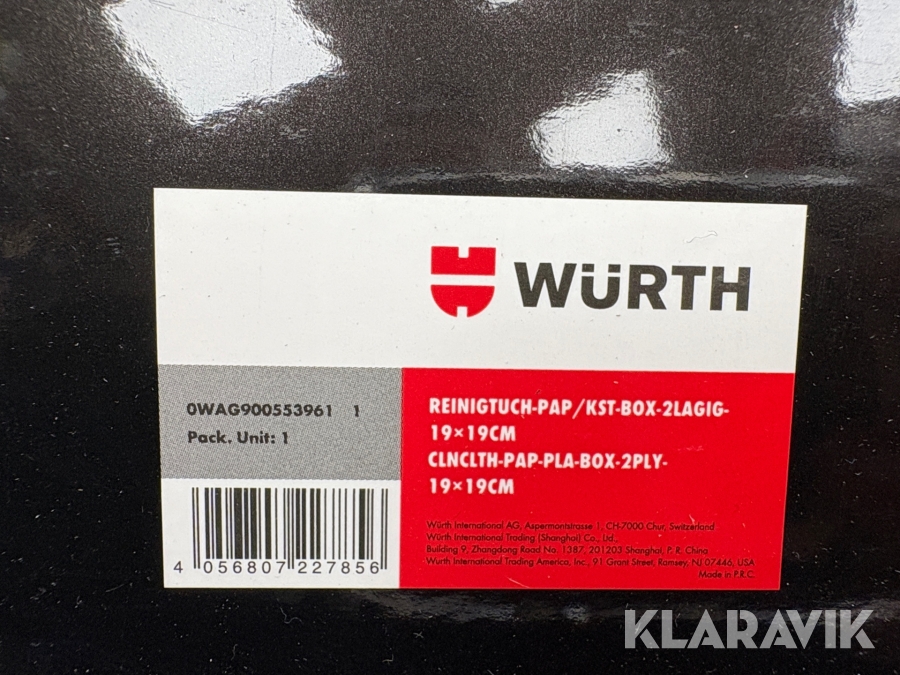 WÜRTH
0WAG900553961 1
Pack. Unit: 1
REINIGTUCH-PAP/KST-BOX-2LAGIG-
19×19CM
CLNCLTH-PAP-PLA-BOX-2PLY-
19×19CM
4 056807 227856
Würth International AG, Aspermontstrasse 1, CH-7000 Chur, Switzerland
Würth International Trading (Shanghai) Co., Ltd.,
Building 9, Zhangdong Road No. 1387, 201203 Shanghai, P. R. China
Wurth International Trading America, Inc., 91 Grant Street, Ramsey, NJ 07446, USA
Made in P.R.C.
KLARAVIK